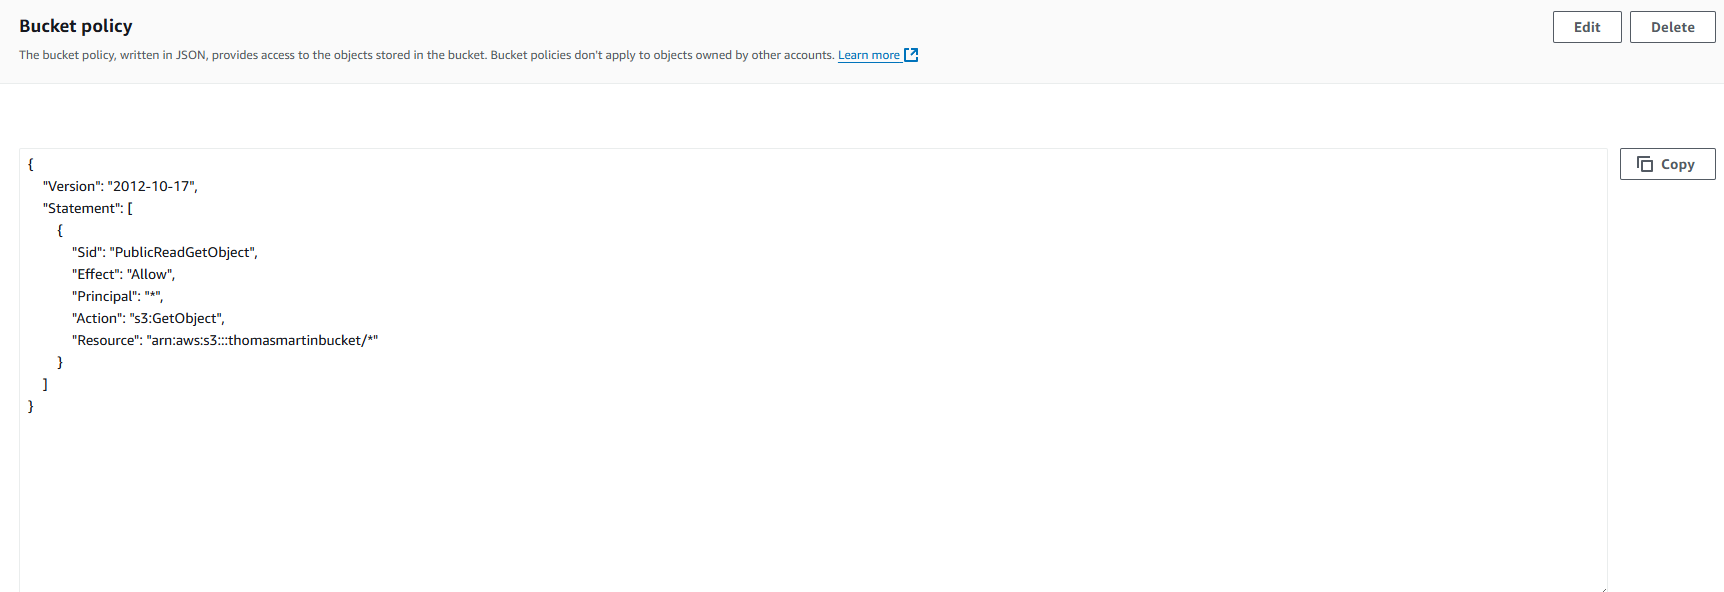 Bucket policy
Edit
Delete
The bucket policy, written in JSON, provides access to the objects stored in the bucket. Bucket policies don't apply to objects owned by other accounts. Learn more
Copy
{
"Version": "2012-10-17",
"Statement": [
{
"Sid": "PublicReadGetObject",
"Effect": "Allow",
"Principal": "*",
"Action": "s3:GetObject",
"Resource": "arn:aws:s3:::thomasmartinbucket/*"
}
]
}